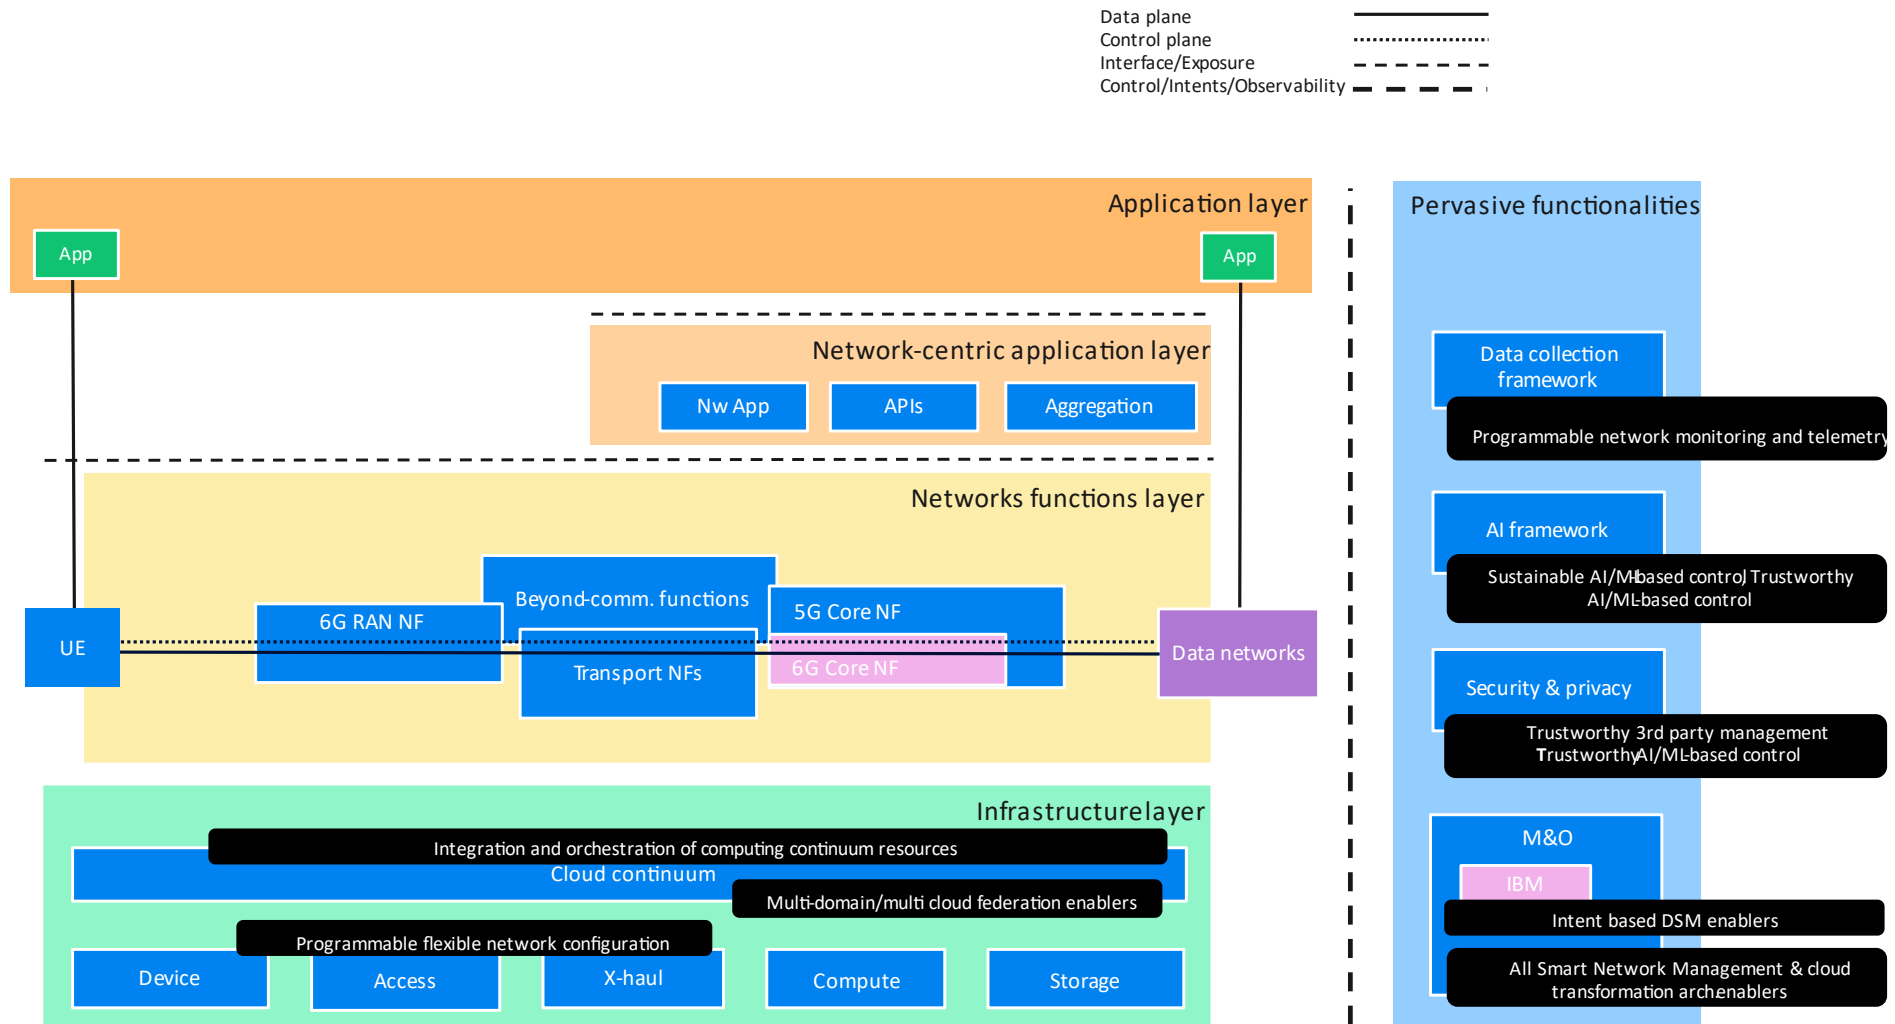 Data plane
Control plane
Interface/Exposure
Control/Intents/Observability
Application layer
App
App
Network-centric application layer
Nw App
APIs
Aggregation
Networks functions layer
Beyond-comm. functions
6G RAN NF
5G Core NF
UE
Transport NFs
6G Core NF
Data networks
Infrastructure layer
Integration and orchestration of computing continuum resources
Cloud continuum
Multi-domain/multi cloud federation enablers
Programmable flexible network configuration
Device
Access
X-haul
Compute
Storage
Pervasive functionalities
Data collection
framework
Programmable network monitoring and telemetry
AI framework
Sustainable AI/ML-based control, Trustworthy
AI/ML-based control
Security & privacy
Trustworthy 3rd party management
Trustworthy AI/ML-based control
M&O
IBM
Intent based DSM enablers
All Smart Network Management & cloud
transformation arch.enablers